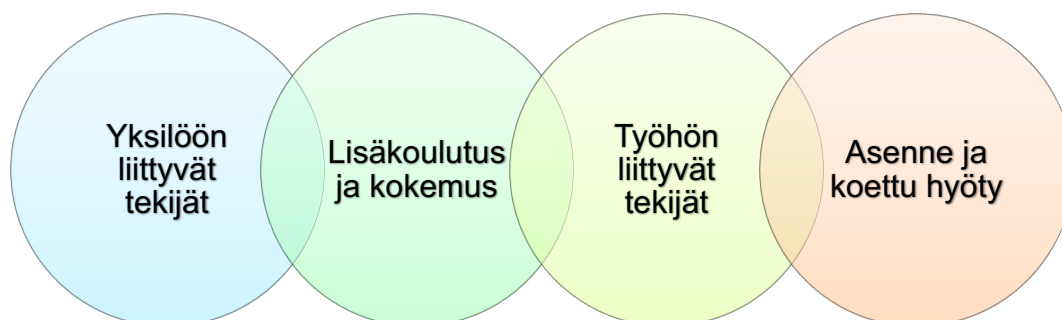 Yksilöön
liittyvät
tekijät
Lisäkoulutus
ja kokemus
Työhön
liittyvät
tekijät
Asenne ja
koettu hyöty